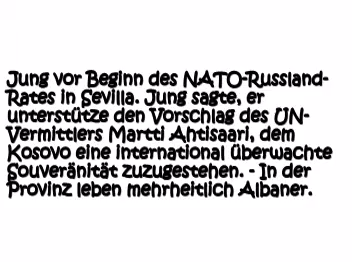 Jung vor Beginn des NATO-Russland-
Rates in Sevilla. Jung sagte, er
unterstütze den Vorschlag des UN-
Vermittlers Martti Ahtisaari, dem
Kosovo eine international überwachte
Souveränität zuzugestehen. - In der
Provinz leben mehrheitlich Albaner.